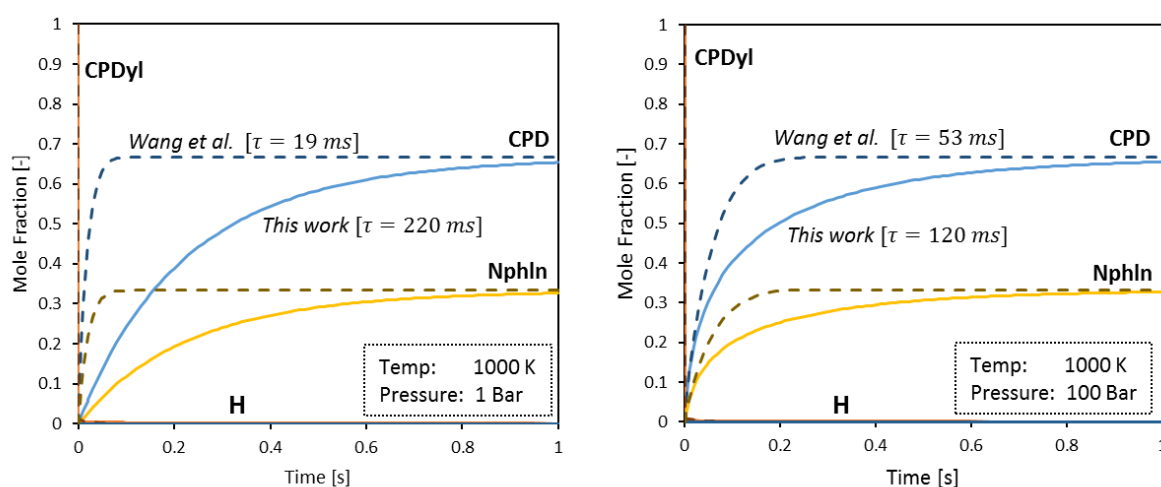 1
0.9
0.8
0.7
0.6
0.5
0.4
0.3
0.2
0.1
0
Mole Fraction [-]
CPDyl
Wang et al. [τ = 19 ms]
CPD
This work [τ = 220 ms]
Nphln
H
Temp: 1000 K
Pressure: 1 Bar
0 0.2 0.4 0.6 0.8 1
Time [s]
1
0.9
0.8
0.7
0.6
0.5
0.4
0.3
0.2
0.1
0
Mole Fraction [-]
CPDyl
Wang et al. [τ = 53 ms]
CPD
This work [τ = 120 ms]
Nphln
H
Temp: 1000 K
Pressure: 100 Bar
0 0.2 0.4 0.6 0.8 1
Time [s]